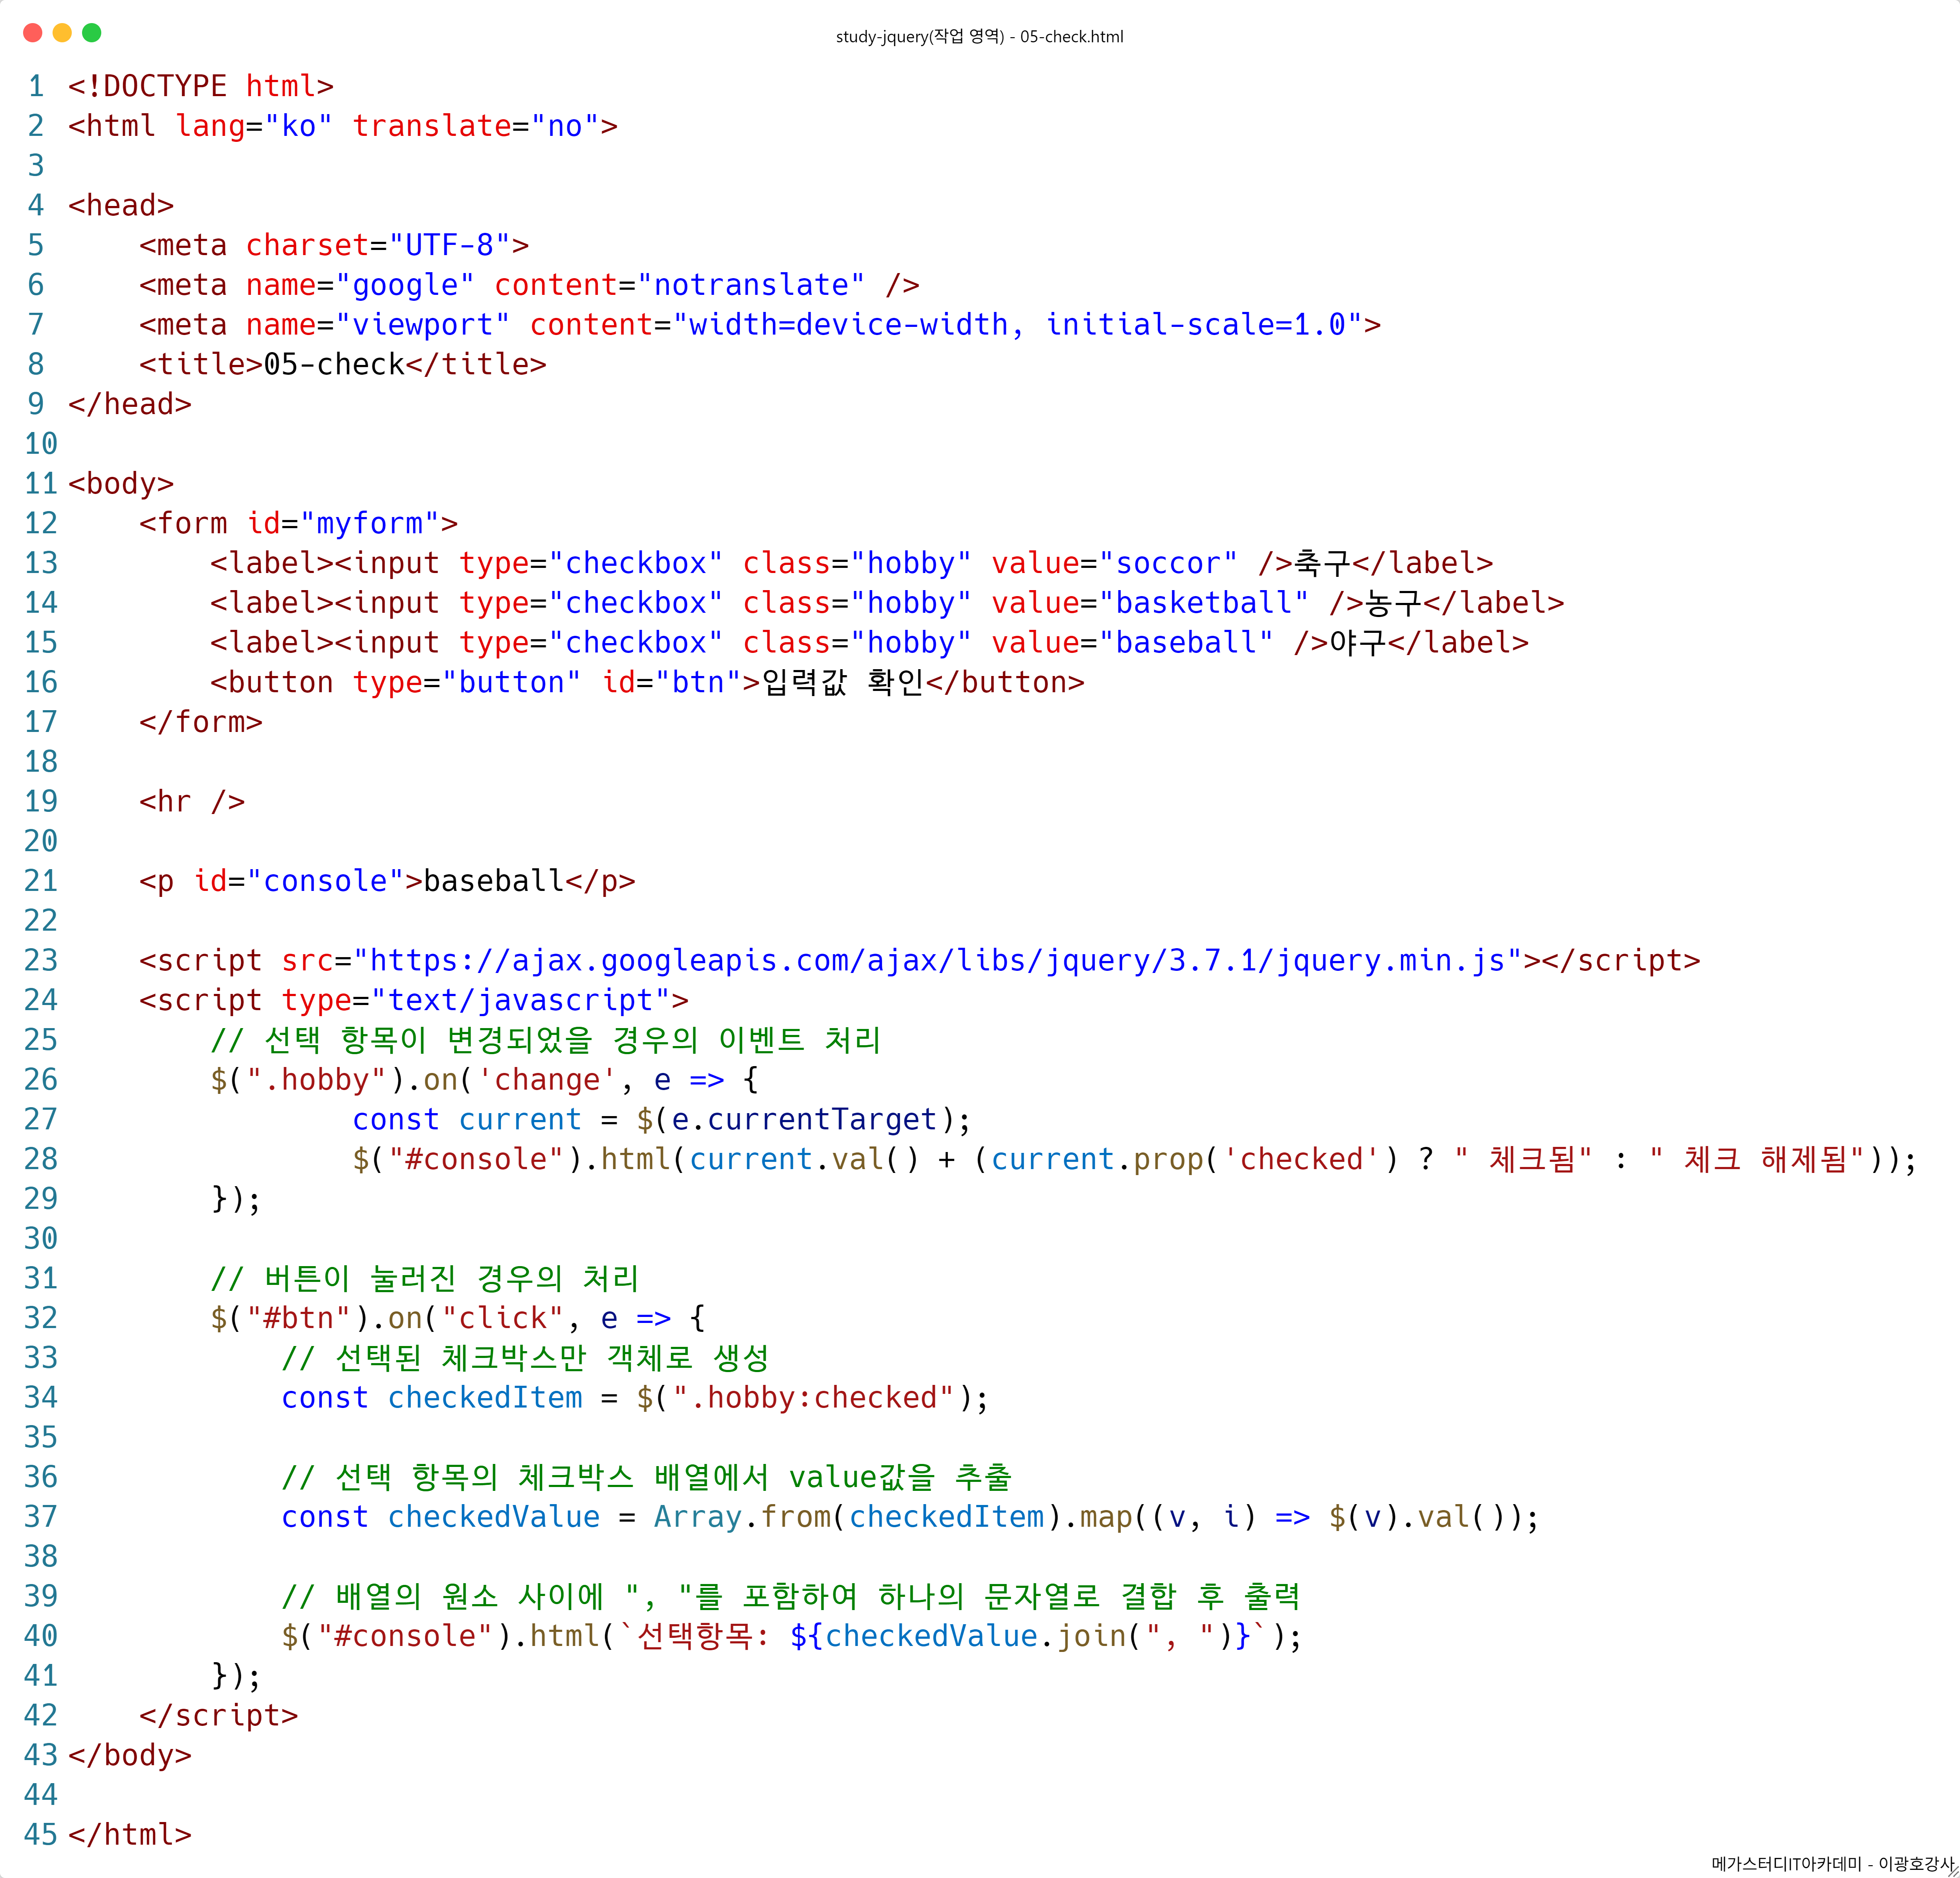 study-jquery(작업 영역) - 05-check.html
1 <!DOCTYPE html>
2 <html lang="ko" translate="no">
3
4 <head>
5     <meta charset="UTF-8">
6     <meta name="google" content="notranslate" />
7     <meta name="viewport" content="width=device-width, initial-scale=1.0">
8     <title>05-check</title>
9 </head>
10
11 <body>
12     <form id="myform">
13         <label><input type="checkbox" class="hobby" value="soccor" />축구</label>
14         <label><input type="checkbox" class="hobby" value="basketball" />농구</label>
15         <label><input type="checkbox" class="hobby" value="baseball" />야구</label>
16         <button type="button" id="btn">입력값 확인</button>
17     </form>
18
19     <hr />
20
21     <p id="console">baseball</p>
22
23     <script src="https://ajax.googleapis.com/ajax/libs/jquery/3.7.1/jquery.min.js"></script>
24     <script type="text/javascript">
25         // 선택 항목이 변경되었을 경우의 이벤트 처리
26         $(".hobby").on('change', e => {
27                 const current = $(e.currentTarget);
28                 $("#console").html(current.val() + (current.prop('checked') ? " 체크됨" : " 체크 해제됨"));
29         });
30
31         // 버튼이 눌러진 경우의 처리
32         $("#btn").on("click", e => {
33             // 선택된 체크박스만 객체로 생성
34             const checkedItem = $(".hobby:checked");
35
36             // 선택 항목의 체크박스 배열에서 value값을 추출
37             const checkedValue = Array.from(checkedItem).map((v, i) => $(v).val());
38
39             // 배열의 원소 사이에 ", "를 포함하여 하나의 문자열로 결합 후 출력
40             $("#console").html(`선택항목: ${checkedValue.join(", ")}`);
41         });
42     </script>
43 </body>
44
45 </html>
메가스터디IT아카데미 - 이광호강사